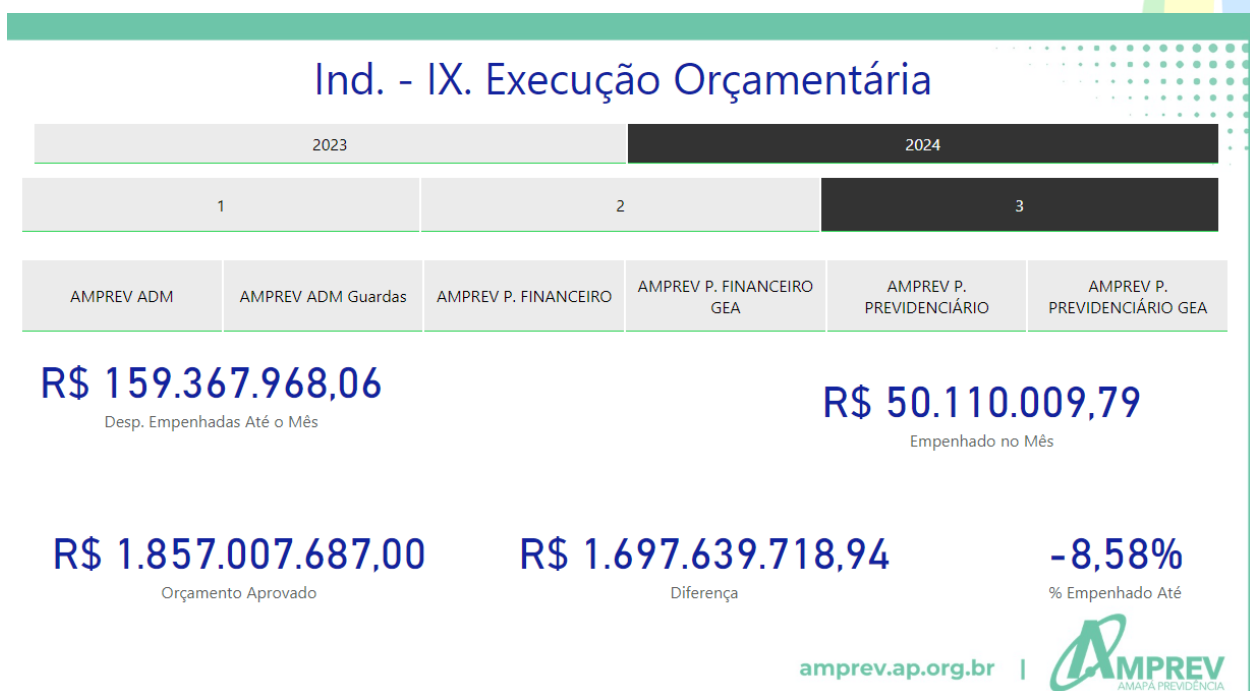 Ind. - IX. Execução Orçamentária
2023
2024
1
2
3
AMPREV ADM
AMPREV ADM Guardas
AMPREV P. FINANCEIRO
AMPREV P. FINANCEIRO
GEA
AMPREV P.
PREVIDENCIÁRIO
AMPREV P.
PREVIDENCIÁRIO GEA
R$ 159.367.968,06
Desp. Empenhadas Até o Mês
R$ 50.110.009,79
Empenhado no Mês
R$ 1.857.007.687,00
Orçamento Aprovado
R$ 1.697.639.718,94
Diferença
-8,58%
% Empenhado Até
amprev.ap.org.br |
AMPREV
AMAPÁ PREVIDÊNCIA